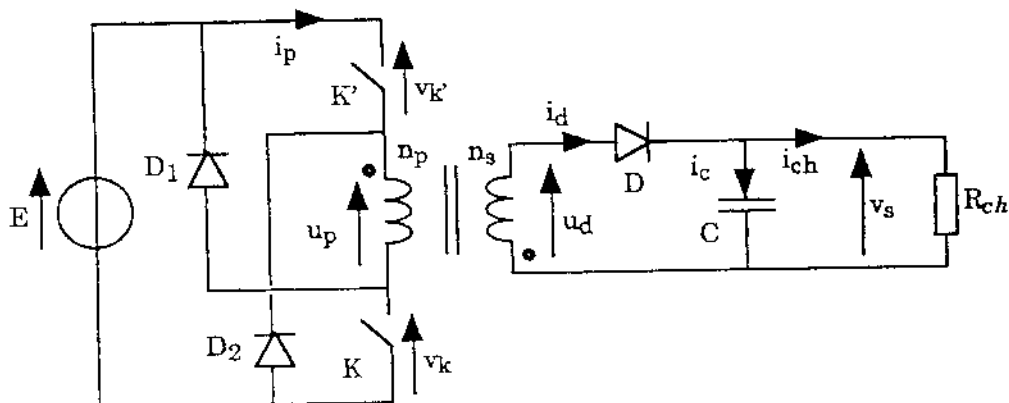 i_p
K'
v_k'
n_p
n_s
i_d
D
i_c
i_ch
D_1
E
u_p
u_d
C
v_s
R_ch
D_2
K
v_k